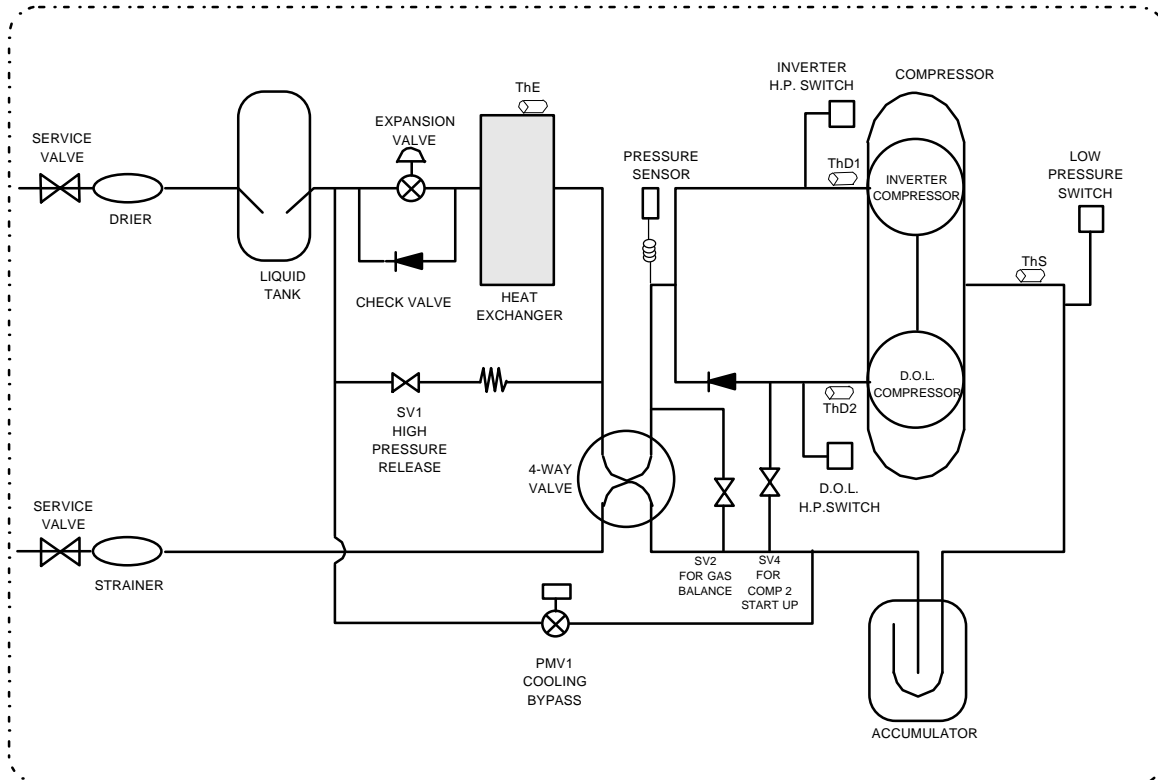 SERVICE
VALVE
DRIER
LIQUID
TANK
EXPANSION
VALVE
CHECK VALVE
ThE
HEAT
EXCHANGER
PRESSURE
SENSOR
INVERTER
H.P. SWITCH
COMPRESSOR
ThD1
INVERTER
COMPRESSOR
LOW
PRESSURE
SWITCH
ThS
D.O.L.
COMPRESSOR
ThD2
D.O.L.
H.P.SWITCH
SV1
HIGH
PRESSURE
RELEASE
4-WAY
VALVE
SERVICE
VALVE
STRAINER
SV2
FOR GAS
BALANCE
SV4
FOR
COMP 2
START UP
PMV1
COOLING
BYPASS
ACCUMULATOR